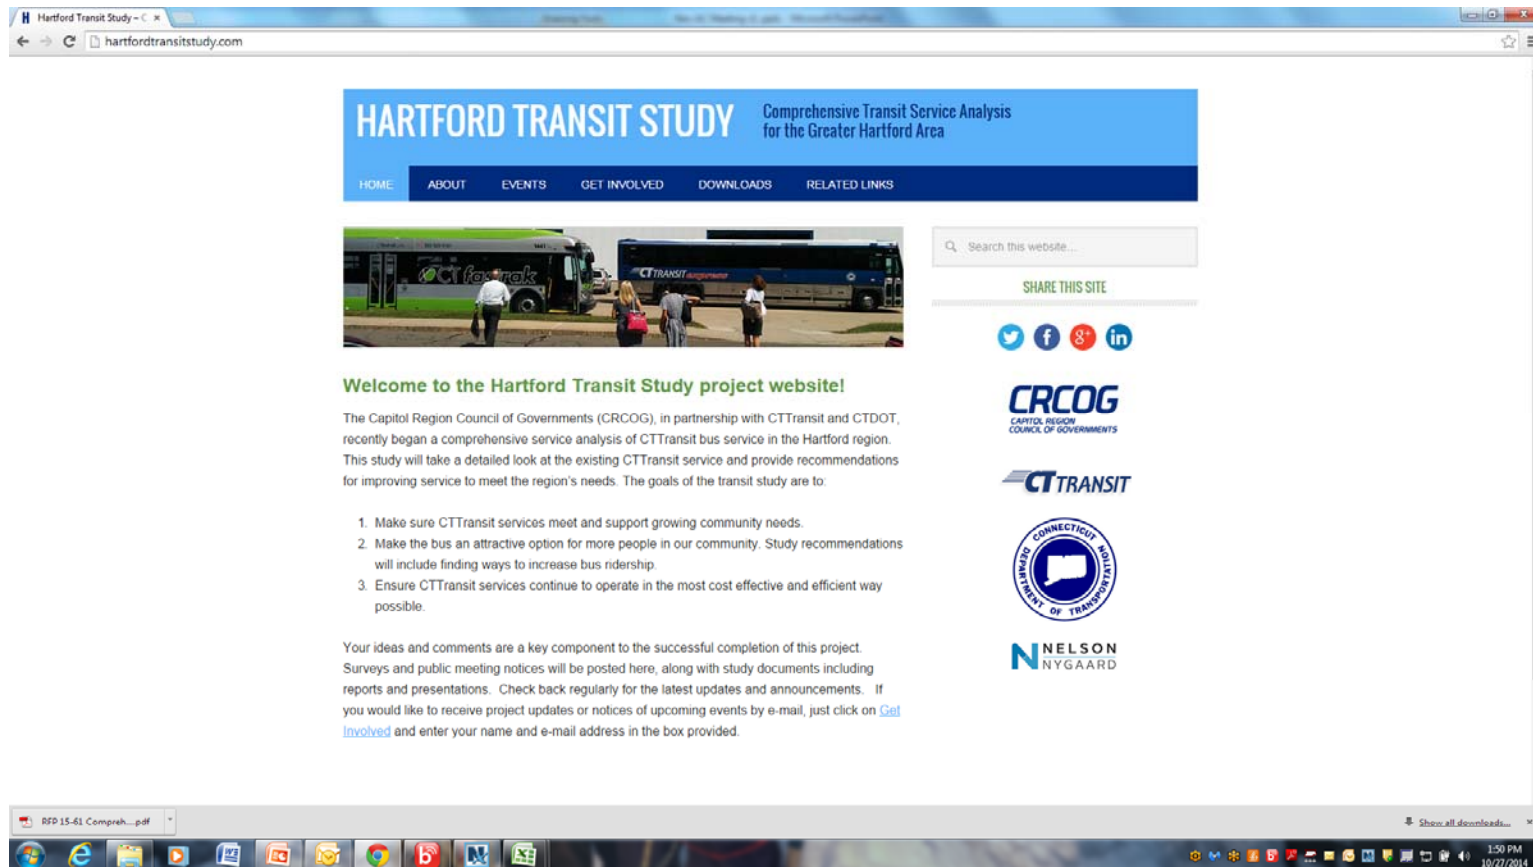 Hartford Transit Study – C
hartfordtransitstudy.com
HARTFORD TRANSIT STUDY
Comprehensive Transit Service Analysis
for the Greater Hartford Area
HOME ABOUT EVENTS GET INVOLVED DOWNLOADS RELATED LINKS
CTfastrak
CTTRANSIT express
Search this website...
SHARE THIS SITE
Welcome to the Hartford Transit Study project website!
The Capitol Region Council of Governments (CRCOG), in partnership with CTTransit and CTDOT,
recently began a comprehensive service analysis of CTTransit bus service in the Hartford region.
This study will take a detailed look at the existing CTTransit service and provide recommendations
for improving service to meet the region's needs. The goals of the transit study are to:
1. Make sure CTTransit services meet and support growing community needs.
2. Make the bus an attractive option for more people in our community. Study recommendations
will include finding ways to increase bus ridership.
3. Ensure CTTransit services continue to operate in the most cost effective and efficient way
possible.
Your ideas and comments are a key component to the successful completion of this project.
Surveys and public meeting notices will be posted here, along with study documents including
reports and presentations. Check back regularly for the latest updates and announcements. If
you would like to receive project updates or notices of upcoming events by e-mail, just click on Get
Involved and enter your name and e-mail address in the box provided.
CRCOG
CAPITOL REGION
COUNCIL OF GOVERNMENTS
CTTRANSIT
CONNECTICUT
DEPARTMENT OF TRANSPORTATION
NELSON
NYGAARD
RFP 15-61 Compreh....pdf
Show all downloads...
1:50 PM
10/27/2014